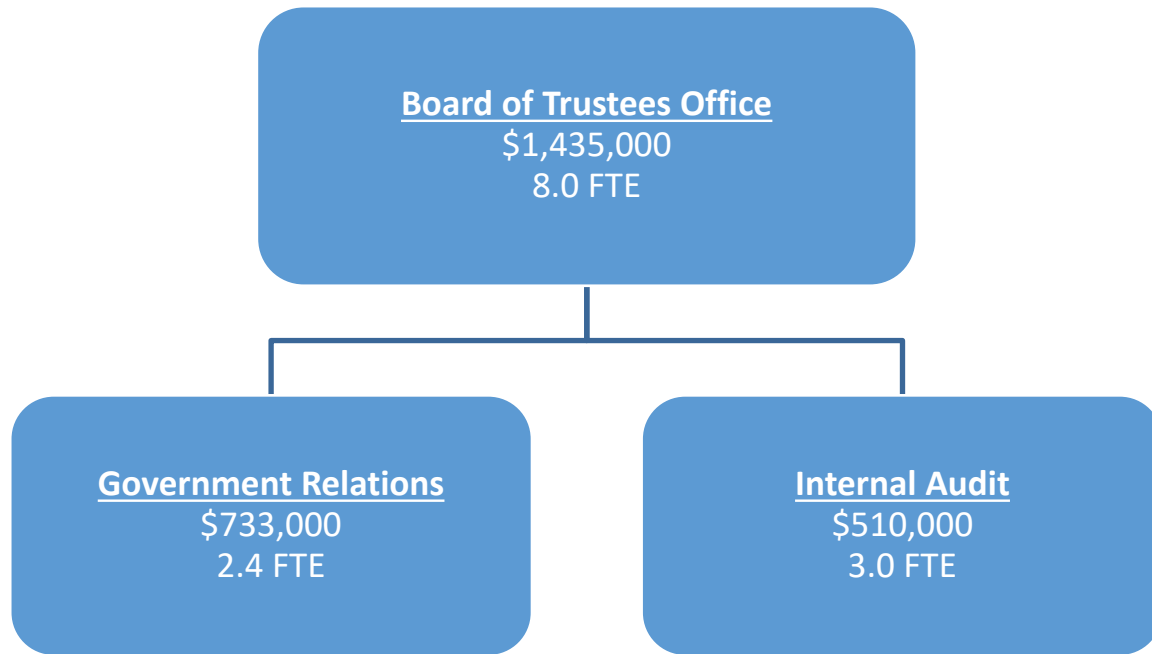 Board of Trustees Office
$1,435,000
8.0 FTE
Government Relations
$733,000
2.4 FTE
Internal Audit
$510,000
3.0 FTE